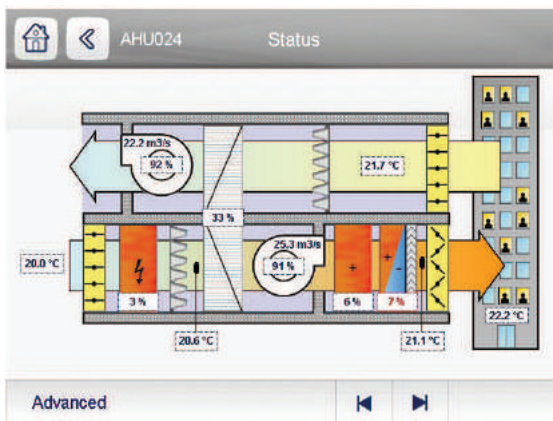 AHU024 Status
22.2 m3/s
92 %
21.7 °C
33 %
25.3 m3/s
20.0 °C
91 %
3 %
6 %
7 %
22.2 °C
20.6 °C
21.1 °C
Advanced